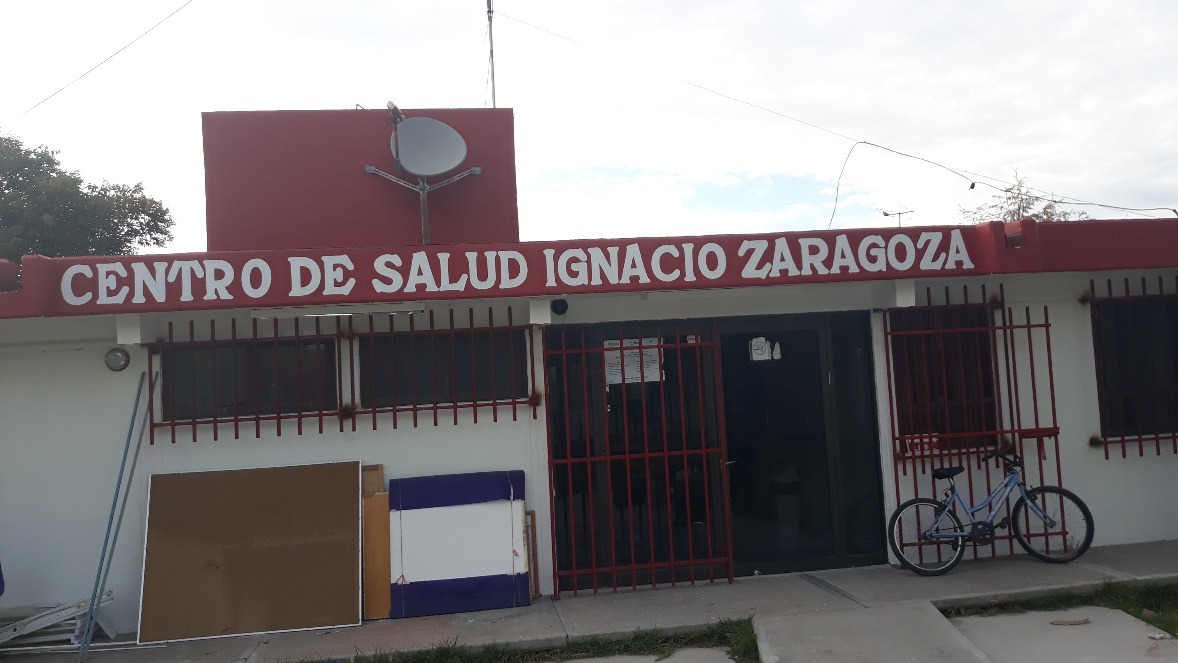 CENTRO DE SALUD IGNACIO ZARAGOZA